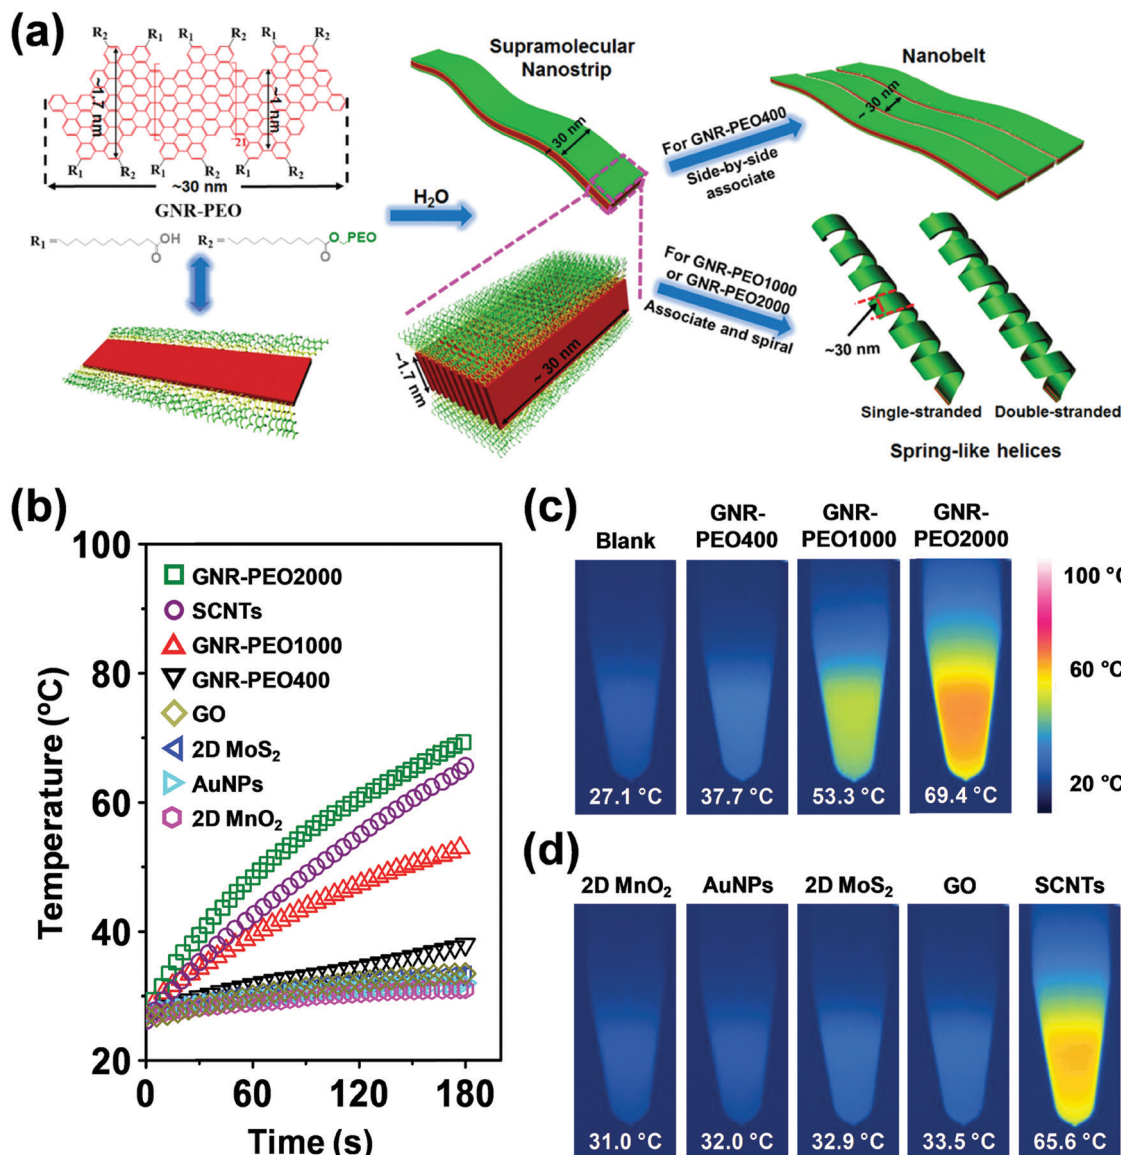 (a)
R2 R1 R1 R2 R1 R2
~1.7 nm
~1 nm
21
R1 R2 R1 R2 R1 R2
~30 nm
GNR-PEO
R1 = OH O
R2 = O PEO O
H2O
Supramolecular
Nanostrip
~ 30 nm
~1.7 nm
~ 30 nm
For GNR-PEO400
Side-by-side
associate
Nanobelt
~ 30 nm
For GNR-PEO1000
or GNR-PEO2000
Associate and spiral
~30 nm
Single-stranded Double-stranded
Spring-like helices
(b)
Temperature (ºC)
100
80
60
40
20
GNR-PEO2000
SCNTs
GNR-PEO1000
GNR-PEO400
GO
2D MoS2
AuNPs
2D MnO2
0 60 120 180
Time (s)
(c)
Blank
GNR-
PEO400
GNR-
PEO1000
GNR-
PEO2000
27.1 °C 37.7 °C 53.3 °C 69.4 °C
100 °
60 °
20 °
(d)
2D MnO2 AuNPs 2D MoS2 GO SCNTs
31.0 °C 32.0 °C 32.9 °C 33.5 °C 65.6 °C